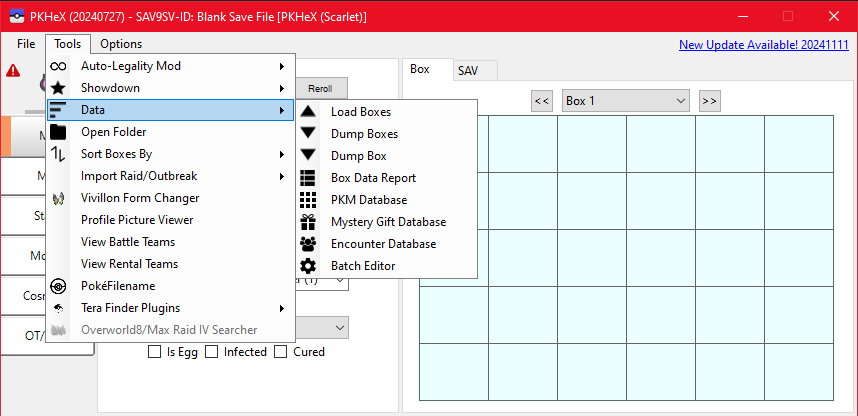 PKHeX (20240727) - SAV9SV-ID: Blank Save File [PKHeX (Scarlet)]
File Tools Options
New Update Available! 20241111
Auto-Legality Mod
Showdown
Data
Open Folder
Sort Boxes By
Import Raid/Outbreak
Vivillon Form Changer
Profile Picture Viewer
View Battle Teams
View Rental Teams
PokéFilename
Tera Finder Plugins
Overworld8/Max Raid IV Searcher
Load Boxes
Dump Boxes
Dump Box
Box Data Report
PKM Database
Mystery Gift Database
Encounter Database
Batch Editor
Reroll
Is Egg Infected Cured
Box SAV
<< Box 1 >>
M
Sta
Mo
Cosm
OT/
(1)